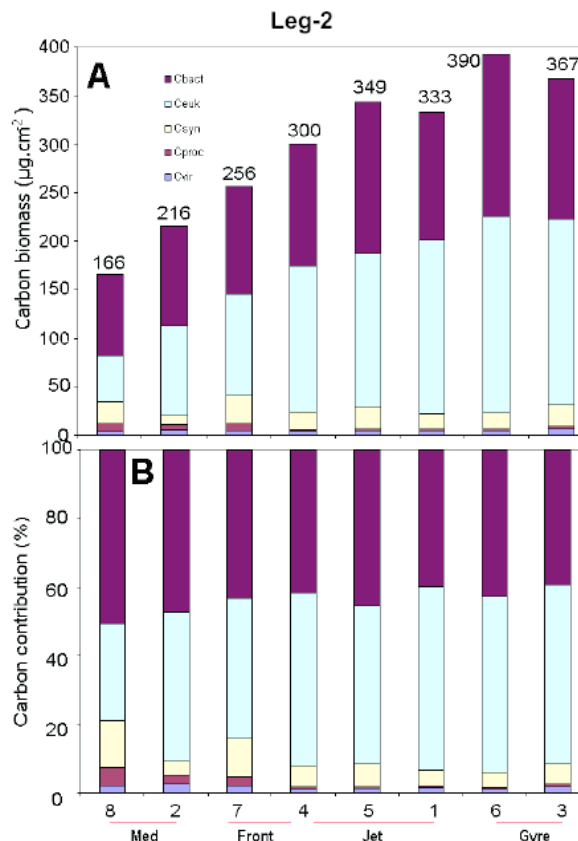 Leg-2
A
Carbon biomass (µg.cm²)
400
350
300
250
200
150
100
50
0
Cbact
Ceuk
Csyn
Cproc
Cvir
166
216
256
300
349
333
390
367
B
Carbon contribution (%)
100
80
60
40
20
0
8 2 7 4 5 1 6 3
Med Front Jet Gyre